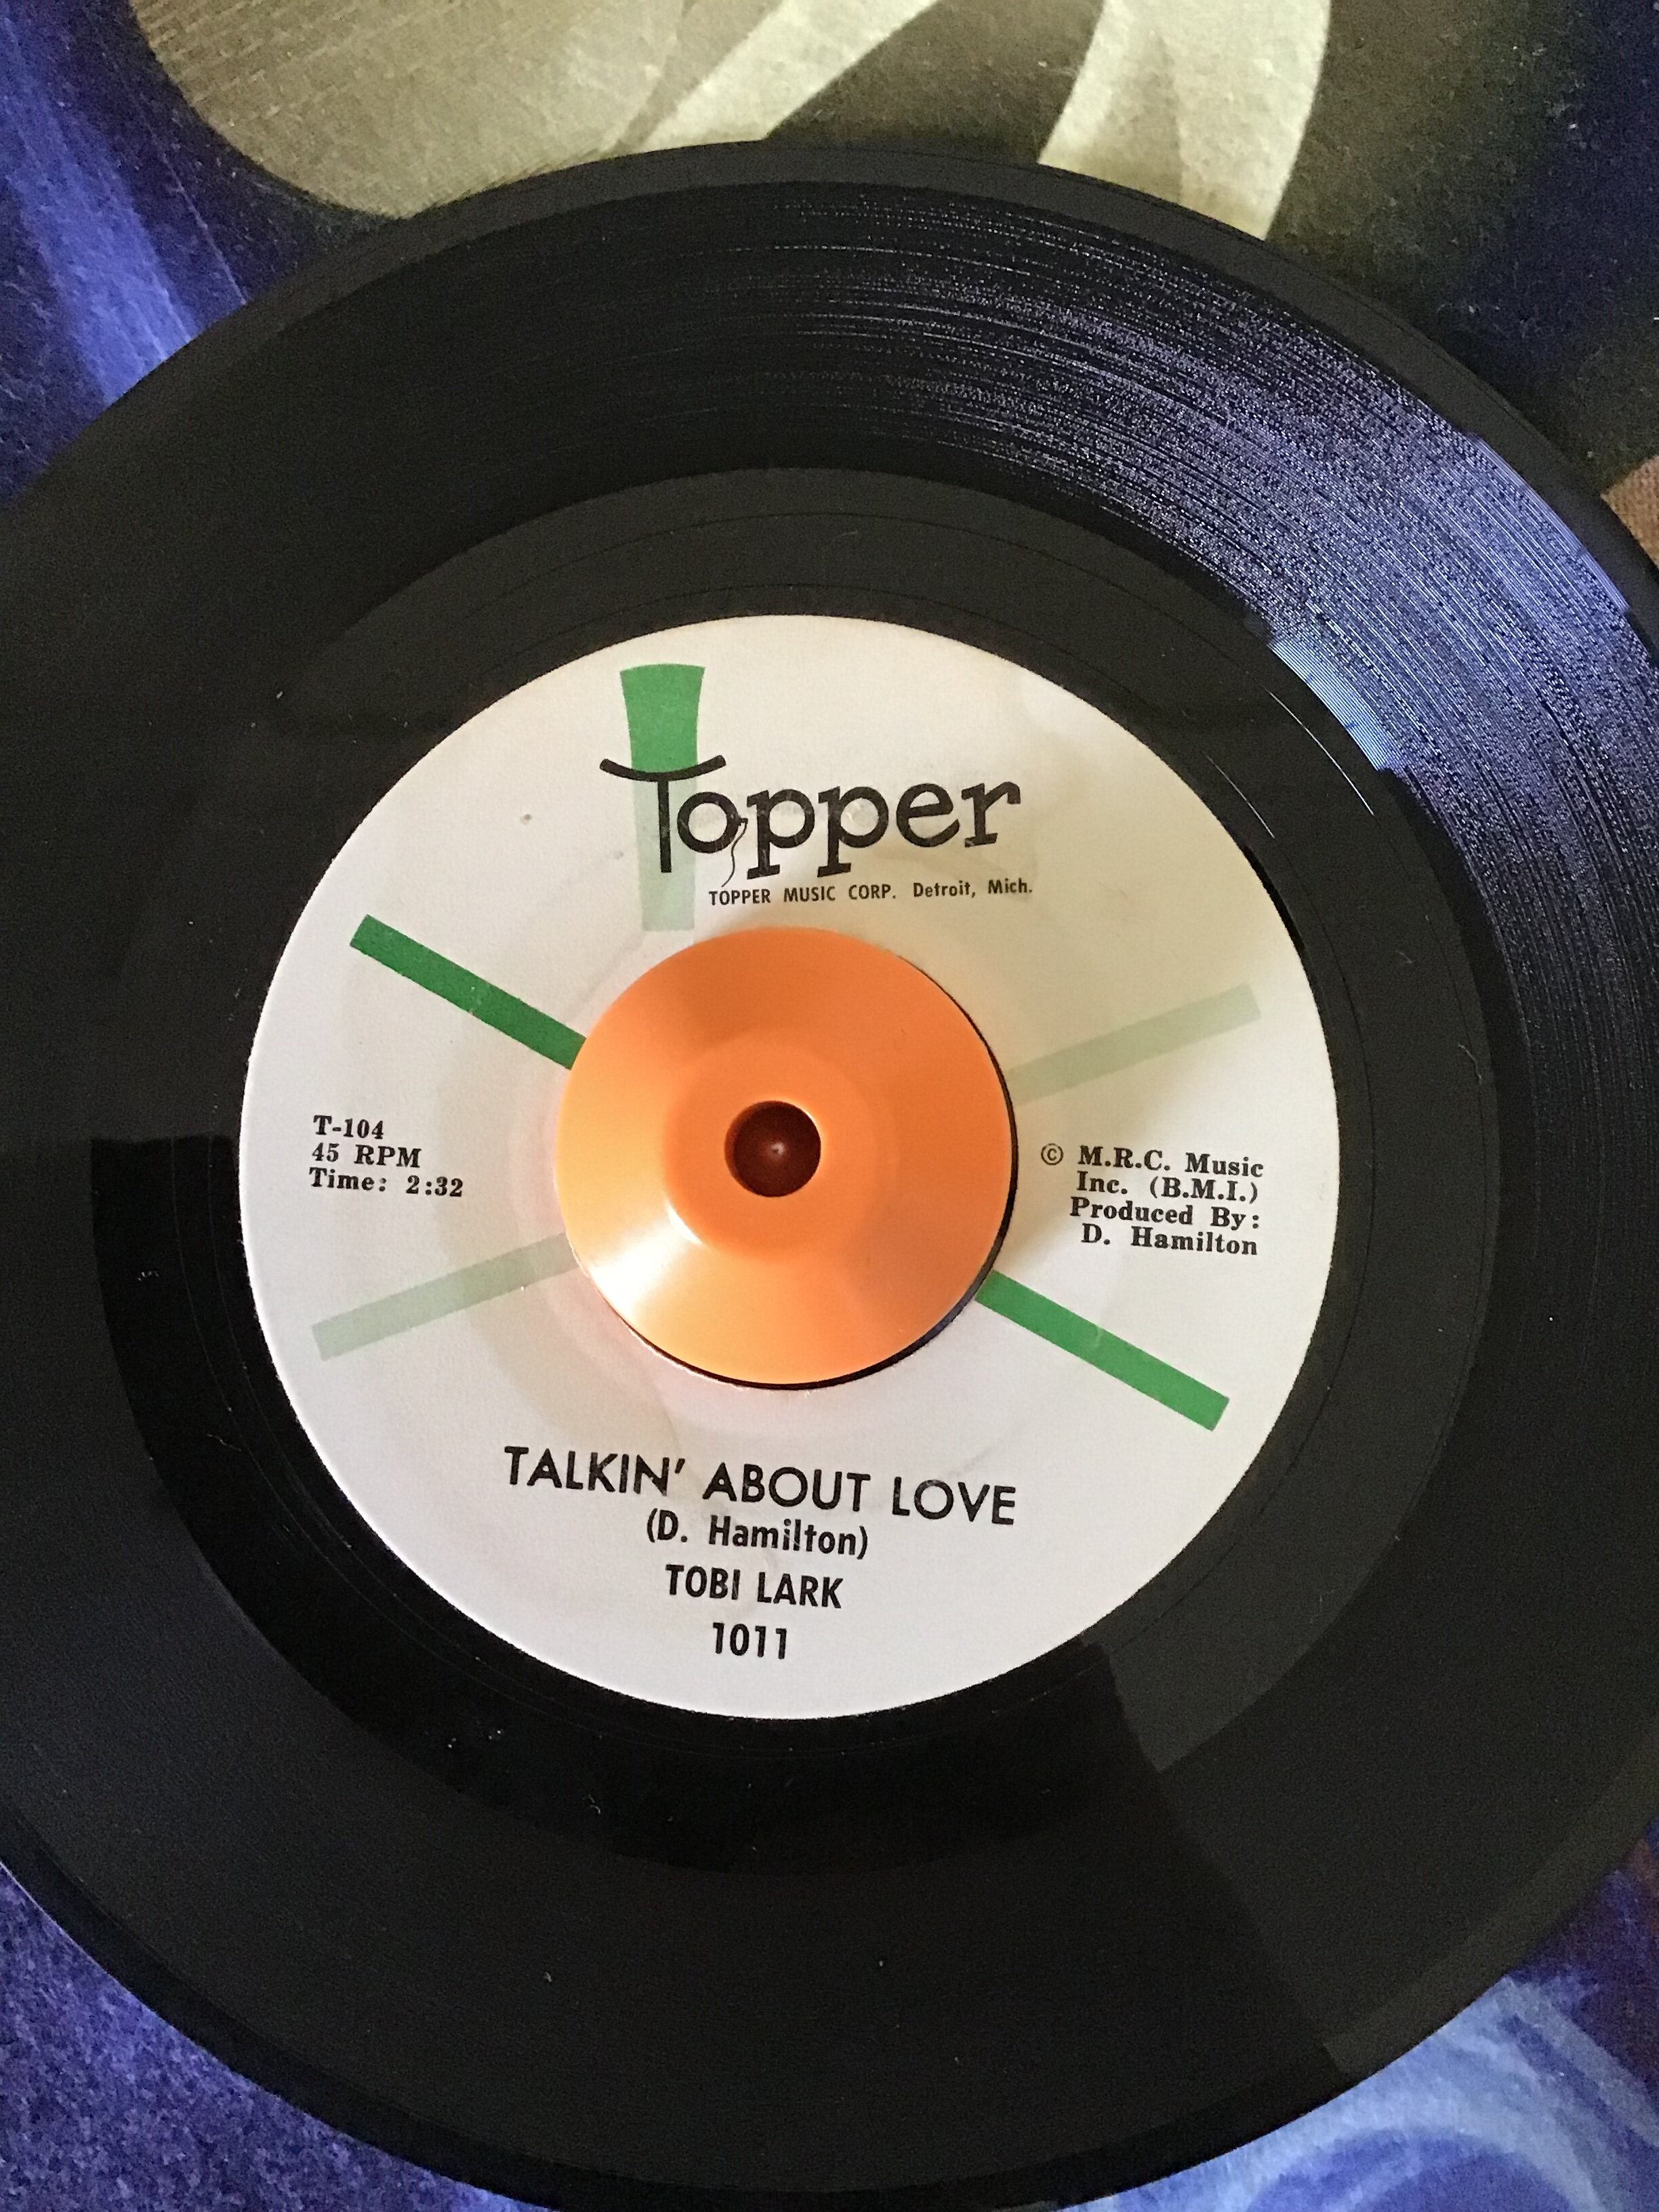 Topper
TOPPER MUSIC CORP. Detroit, Mich.
T-104
45 RPM
Time: 2:32
© M.R.C. Music
Inc. (B.M.I.)
Produced By:
D. Hamilton
TALKIN' ABOUT LOVE
(D. Hamilton)
TOBI LARK
1011